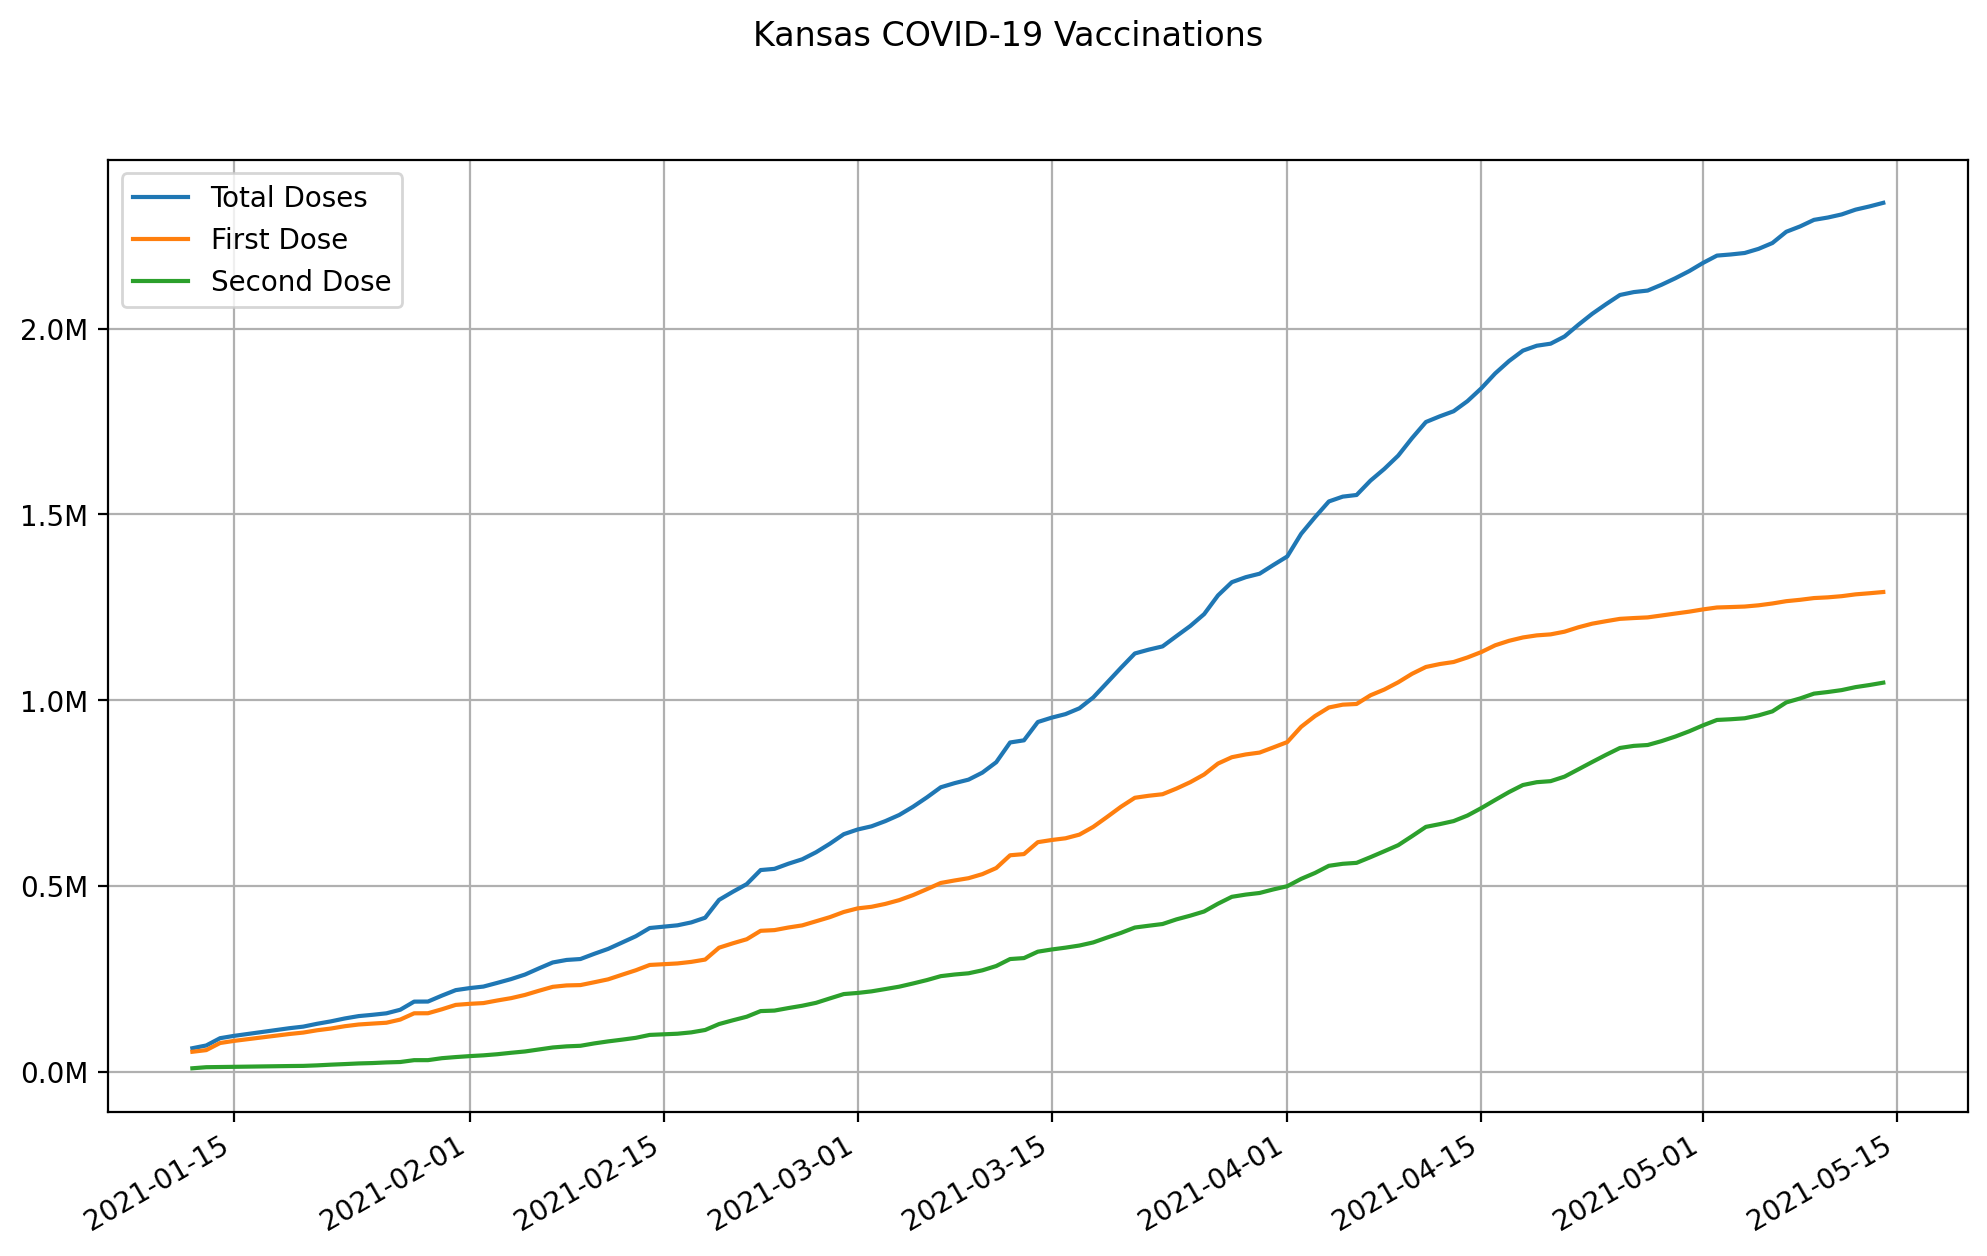 Kansas COVID-19 Vaccinations
Total Doses
First Dose
Second Dose
2.0M
1.5M
1.0M
0.5M
0.0M
2021-01-15
2021-02-01
2021-02-15
2021-03-01
2021-03-15
2021-04-01
2021-04-15
2021-05-01
2021-05-15